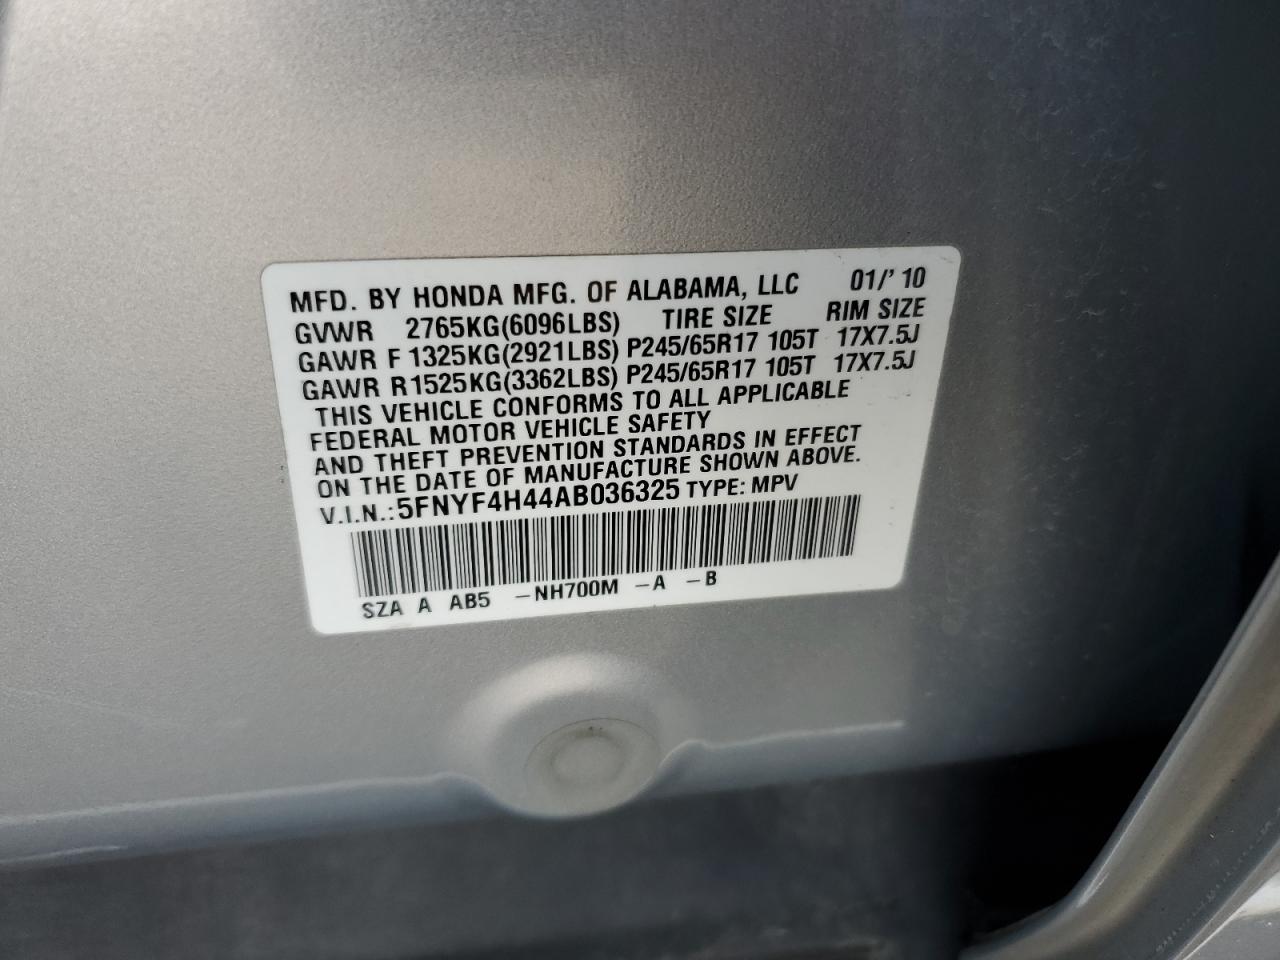 MFD. BY HONDA MFG. OF ALABAMA, LLC 01/'10
GVWR 2765KG(6096LBS) TIRE SIZE RIM SIZE
GAWR F 1325KG(2921LBS) P245/65R17 105T 17X7.5J
GAWR R1525KG(3362LBS) P245/65R17 105T 17X7.5J
THIS VEHICLE CONFORMS TO ALL APPLICABLE
FEDERAL MOTOR VEHICLE SAFETY
AND THEFT PREVENTION STANDARDS IN EFFECT
ON THE DATE OF MANUFACTURE SHOWN ABOVE.
V.I.N.:5FNYF4H44AB036325 TYPE: MPV
SZA A AB5 -NH700M -A -B